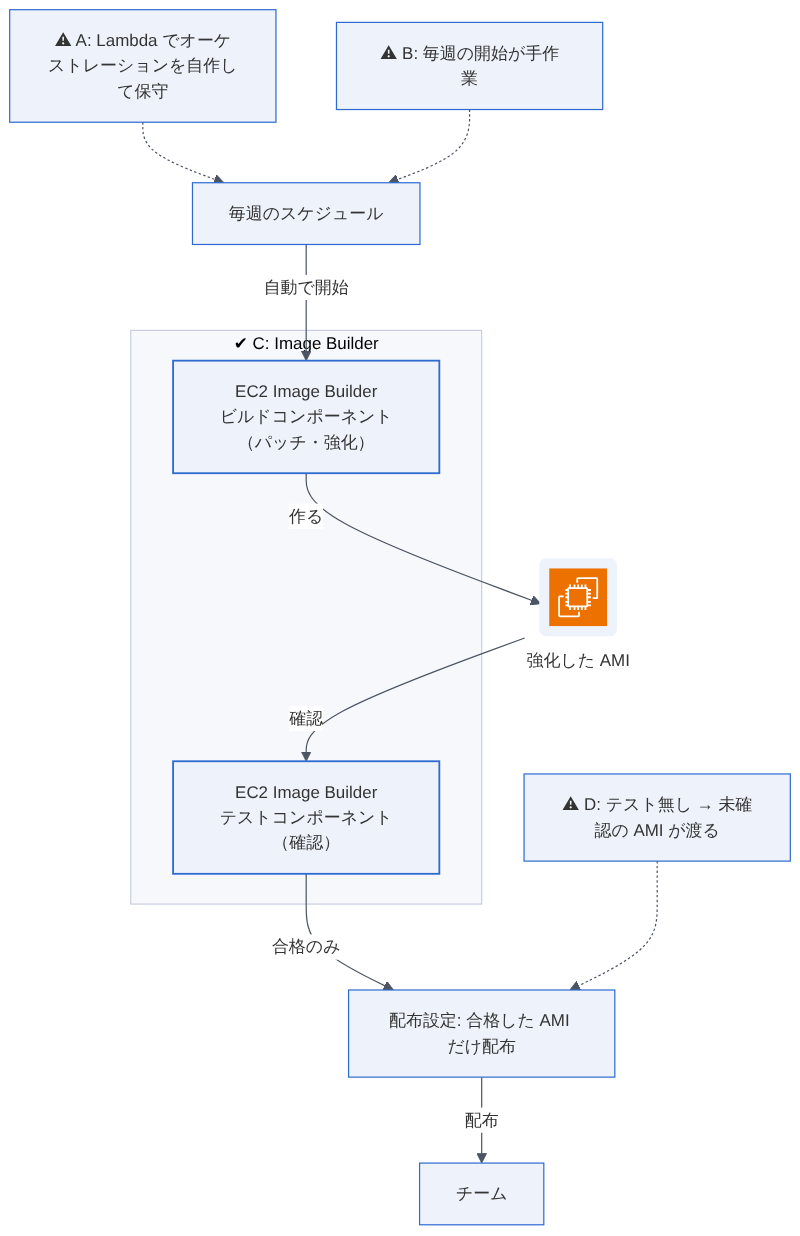 ⚠ A: Lambda でオーケ
ストレーションを自作し
て保守
⚠ B: 毎週の開始が手作
業
毎週のスケジュール
自動で開始
✔ C: Image Builder
EC2 Image Builder
ビルドコンポーネント
（パッチ・強化）
作る
強化した AMI
確認
EC2 Image Builder
テストコンポーネント
（確認）
⚠ D: テスト無し → 未確
認の AMI が渡る
合格のみ
配布設定: 合格した AMI
だけ配布
配布
チーム